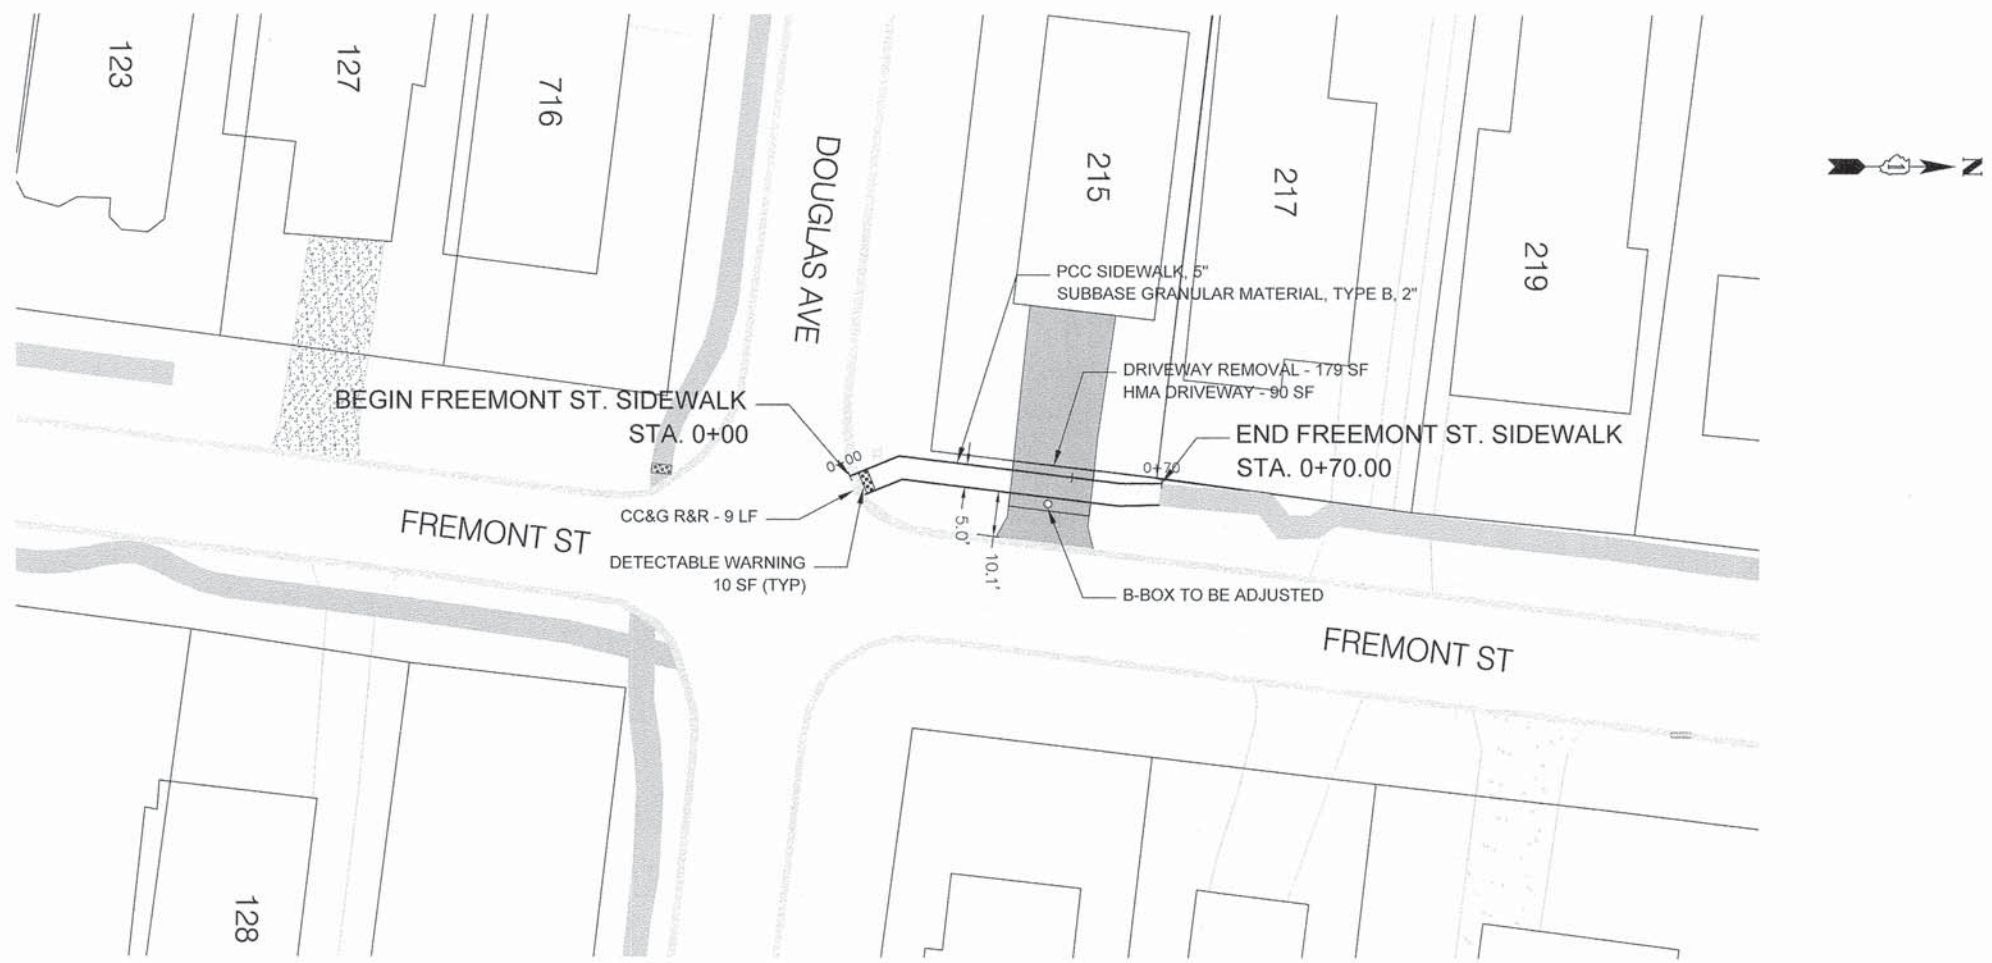 123
127
716
DOUGLAS AVE
215
217
219
N
PCC SIDEWALK, 5"
SUBBASE GRANULAR MATERIAL, TYPE B, 2"
DRIVEWAY REMOVAL - 179 SF
HMA DRIVEWAY - 90 SF
BEGIN FREEMONT ST. SIDEWALK
STA. 0+00
0+00
0+70
END FREEMONT ST. SIDEWALK
STA. 0+70.00
CC&G R&R - 9 LF
FREMONT ST
5.0'
10.1'
DETECTABLE WARNING
10 SF (TYP)
B-BOX TO BE ADJUSTED
FREMONT ST
128